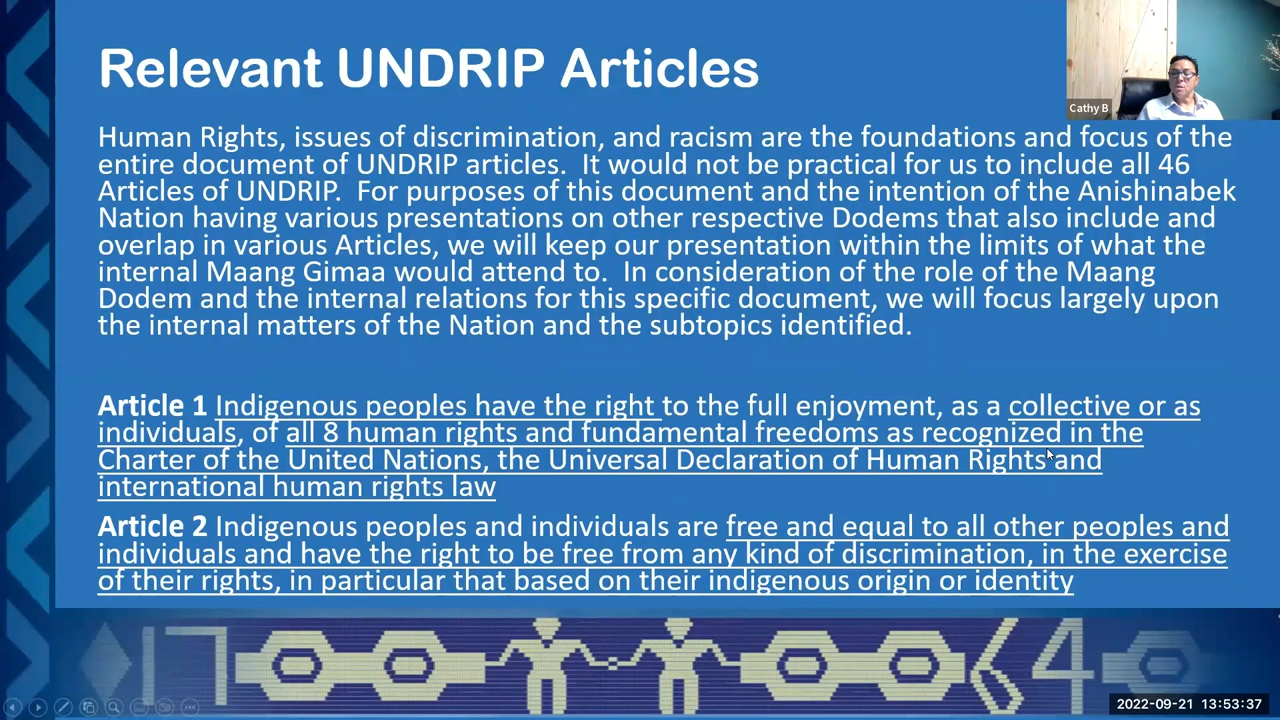 Relevant UNDRIP Articles
Cathy B
Human Rights, issues of discrimination, and racism are the foundations and focus of the
entire document of UNDRIP articles.  It would not be practical for us to include all 46
Articles of UNDRIP.  For purposes of this document and the intention of the Anishinabek
Nation having various presentations on other respective Dodems that also include and
overlap in various Articles, we will keep our presentation within the limits of what the
internal Maang Gimaa would attend to.  In consideration of the role of the Maang
Dodem and the internal relations for this specific document, we will focus largely upon
the internal matters of the Nation and the subtopics identified.
Article 1 Indigenous peoples have the right to the full enjoyment, as a collective or as
individuals, of all 8 human rights and fundamental freedoms as recognized in the
Charter of the United Nations, the Universal Declaration of Human Rights and
international human rights law
Article 2 Indigenous peoples and individuals are free and equal to all other peoples and
individuals and have the right to be free from any kind of discrimination, in the exercise
of their rights, in particular that based on their indigenous origin or identity
17 64
2022-09-21 13:53:37